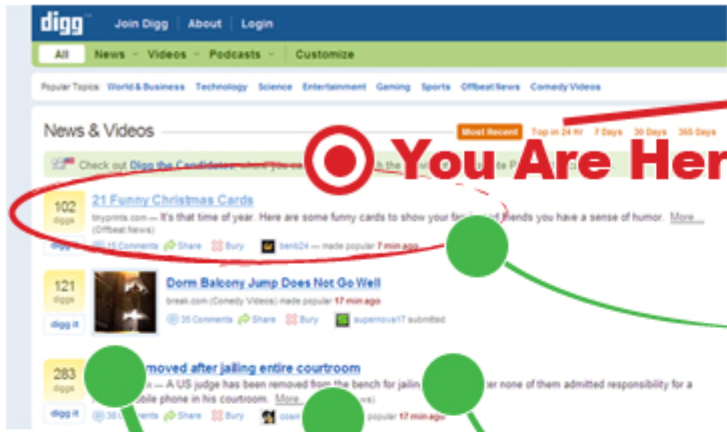 digg Join Digg About Login
All News Videos Podcasts Customize
Popular Topics: World & Business Technology Science Entertainment Gaming Sports Offbeat News Comedy Videos
News & Videos Most Recent Top in 24 Hr 7 Days 30 Days 365 Days
Check out Digg the Candidates, where you ca
You Are Her
102 diggs 21 Funny Christmas Cards
tinyprints.com — It's that time of year. Here are some funny cards to show your friends you have a sense of humor. More...
(Offbeat News)
digg it 15 Comments Share Bury — made popular 7 min ago
121 diggs Dorm Balcony Jump Does Not Go Well
break.com (Comedy Videos) made popular 17 min ago
digg it 35 Comments Share Bury supernova17 submitted
283 diggs moved after jailing entire courtroom
— A US judge has been removed from the bench for jailin er none of them admitted responsibility for a
bile phone in his courtroom. More...
digg it Share Bury popular 17 min ago